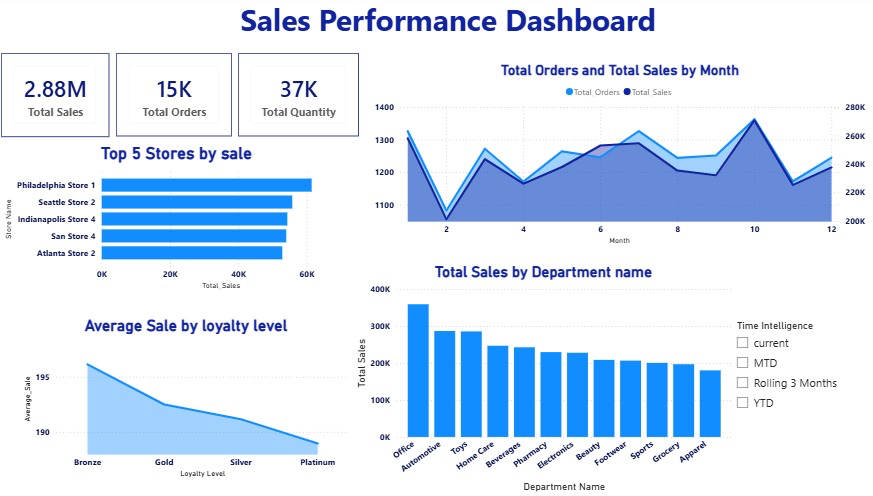 Sales Performance Dashboard
2.88M
Total Sales
15K
Total Orders
37K
Total Quantity
Top 5 Stores by sale
Store Name
Philadelphia Store 1
Seattle Store 2
Indianapolis Store 4
San Store 4
Atlanta Store 2
0K 20K 40K 60K
Total_Sales
Total Orders and Total Sales by Month
Total_Orders Total_Sales
1400 280K
1300 260K
240K
1200
220K
1100
200K
2 4 6 8 10 12
Month
Average Sale by loyalty level
Average_Sale
195
190
Bronze Gold Silver Platinum
Loyalty Level
Total Sales by Department name
Total Sales
400K
300K
200K
100K
0K
Office Automotive Toys Home Care Beverages Pharmacy Electronics Beauty Footwear Sports Grocery Apparel
Department Name
Time Intelligence
current
MTD
Rolling 3 Months
YTD